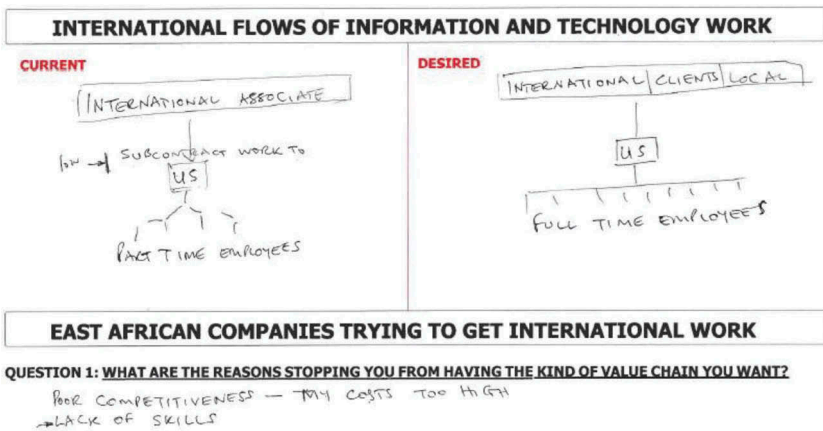 INTERNATIONAL FLOWS OF INFORMATION AND TECHNOLOGY WORK
CURRENT
INTERNATIONAL ASSOCIATE
SUBCONTRACT WORK TO
US
PART TIME EMPLOYEES
DESIRED
INTERNATIONAL CLIENTS LOCAL
US
FULL TIME EMPLOYEES
EAST AFRICAN COMPANIES TRYING TO GET INTERNATIONAL WORK
QUESTION 1: WHAT ARE THE REASONS STOPPING YOU FROM HAVING THE KIND OF VALUE CHAIN YOU WANT?
POOR COMPETITIVENESS — MY COSTS TOO HIGH
→LACK OF SKILLS